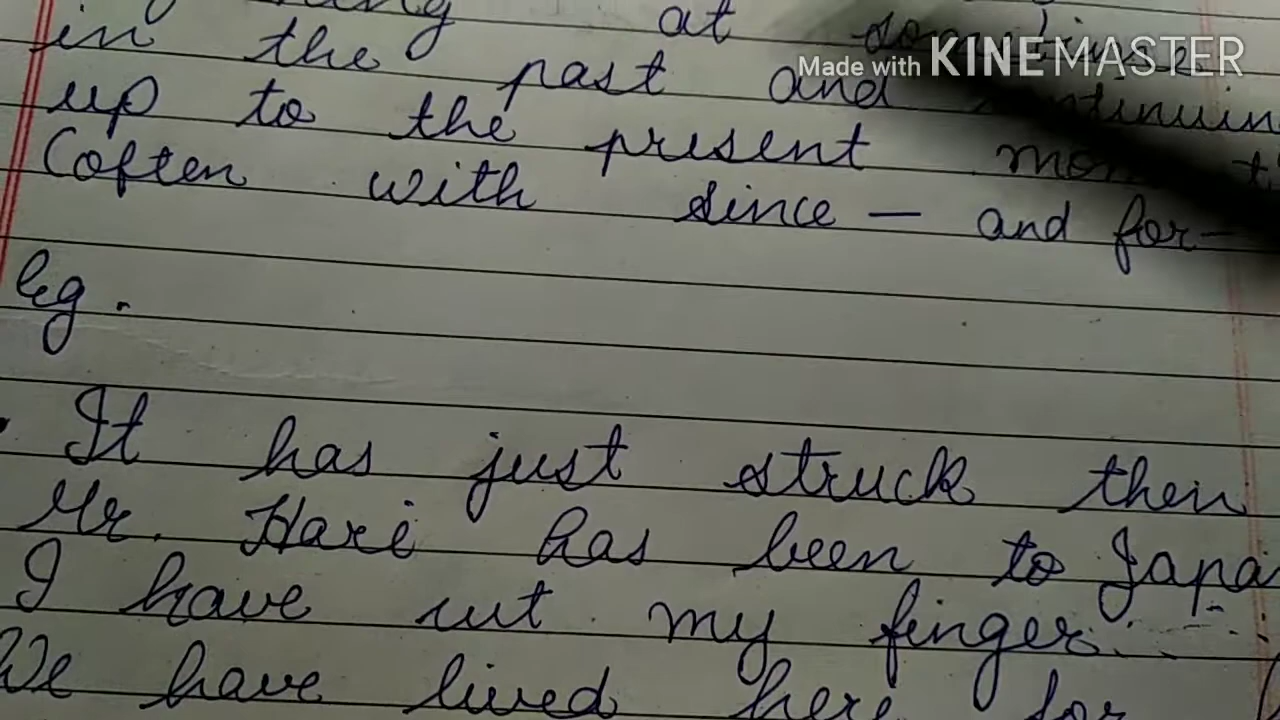 at
in the past and
up to the present
(often with since — and for—
Eg.
It has just struck then
Mr. Hari has been to Japa
I have cut my finger...
We have lived here for
Made with KINEMASTER